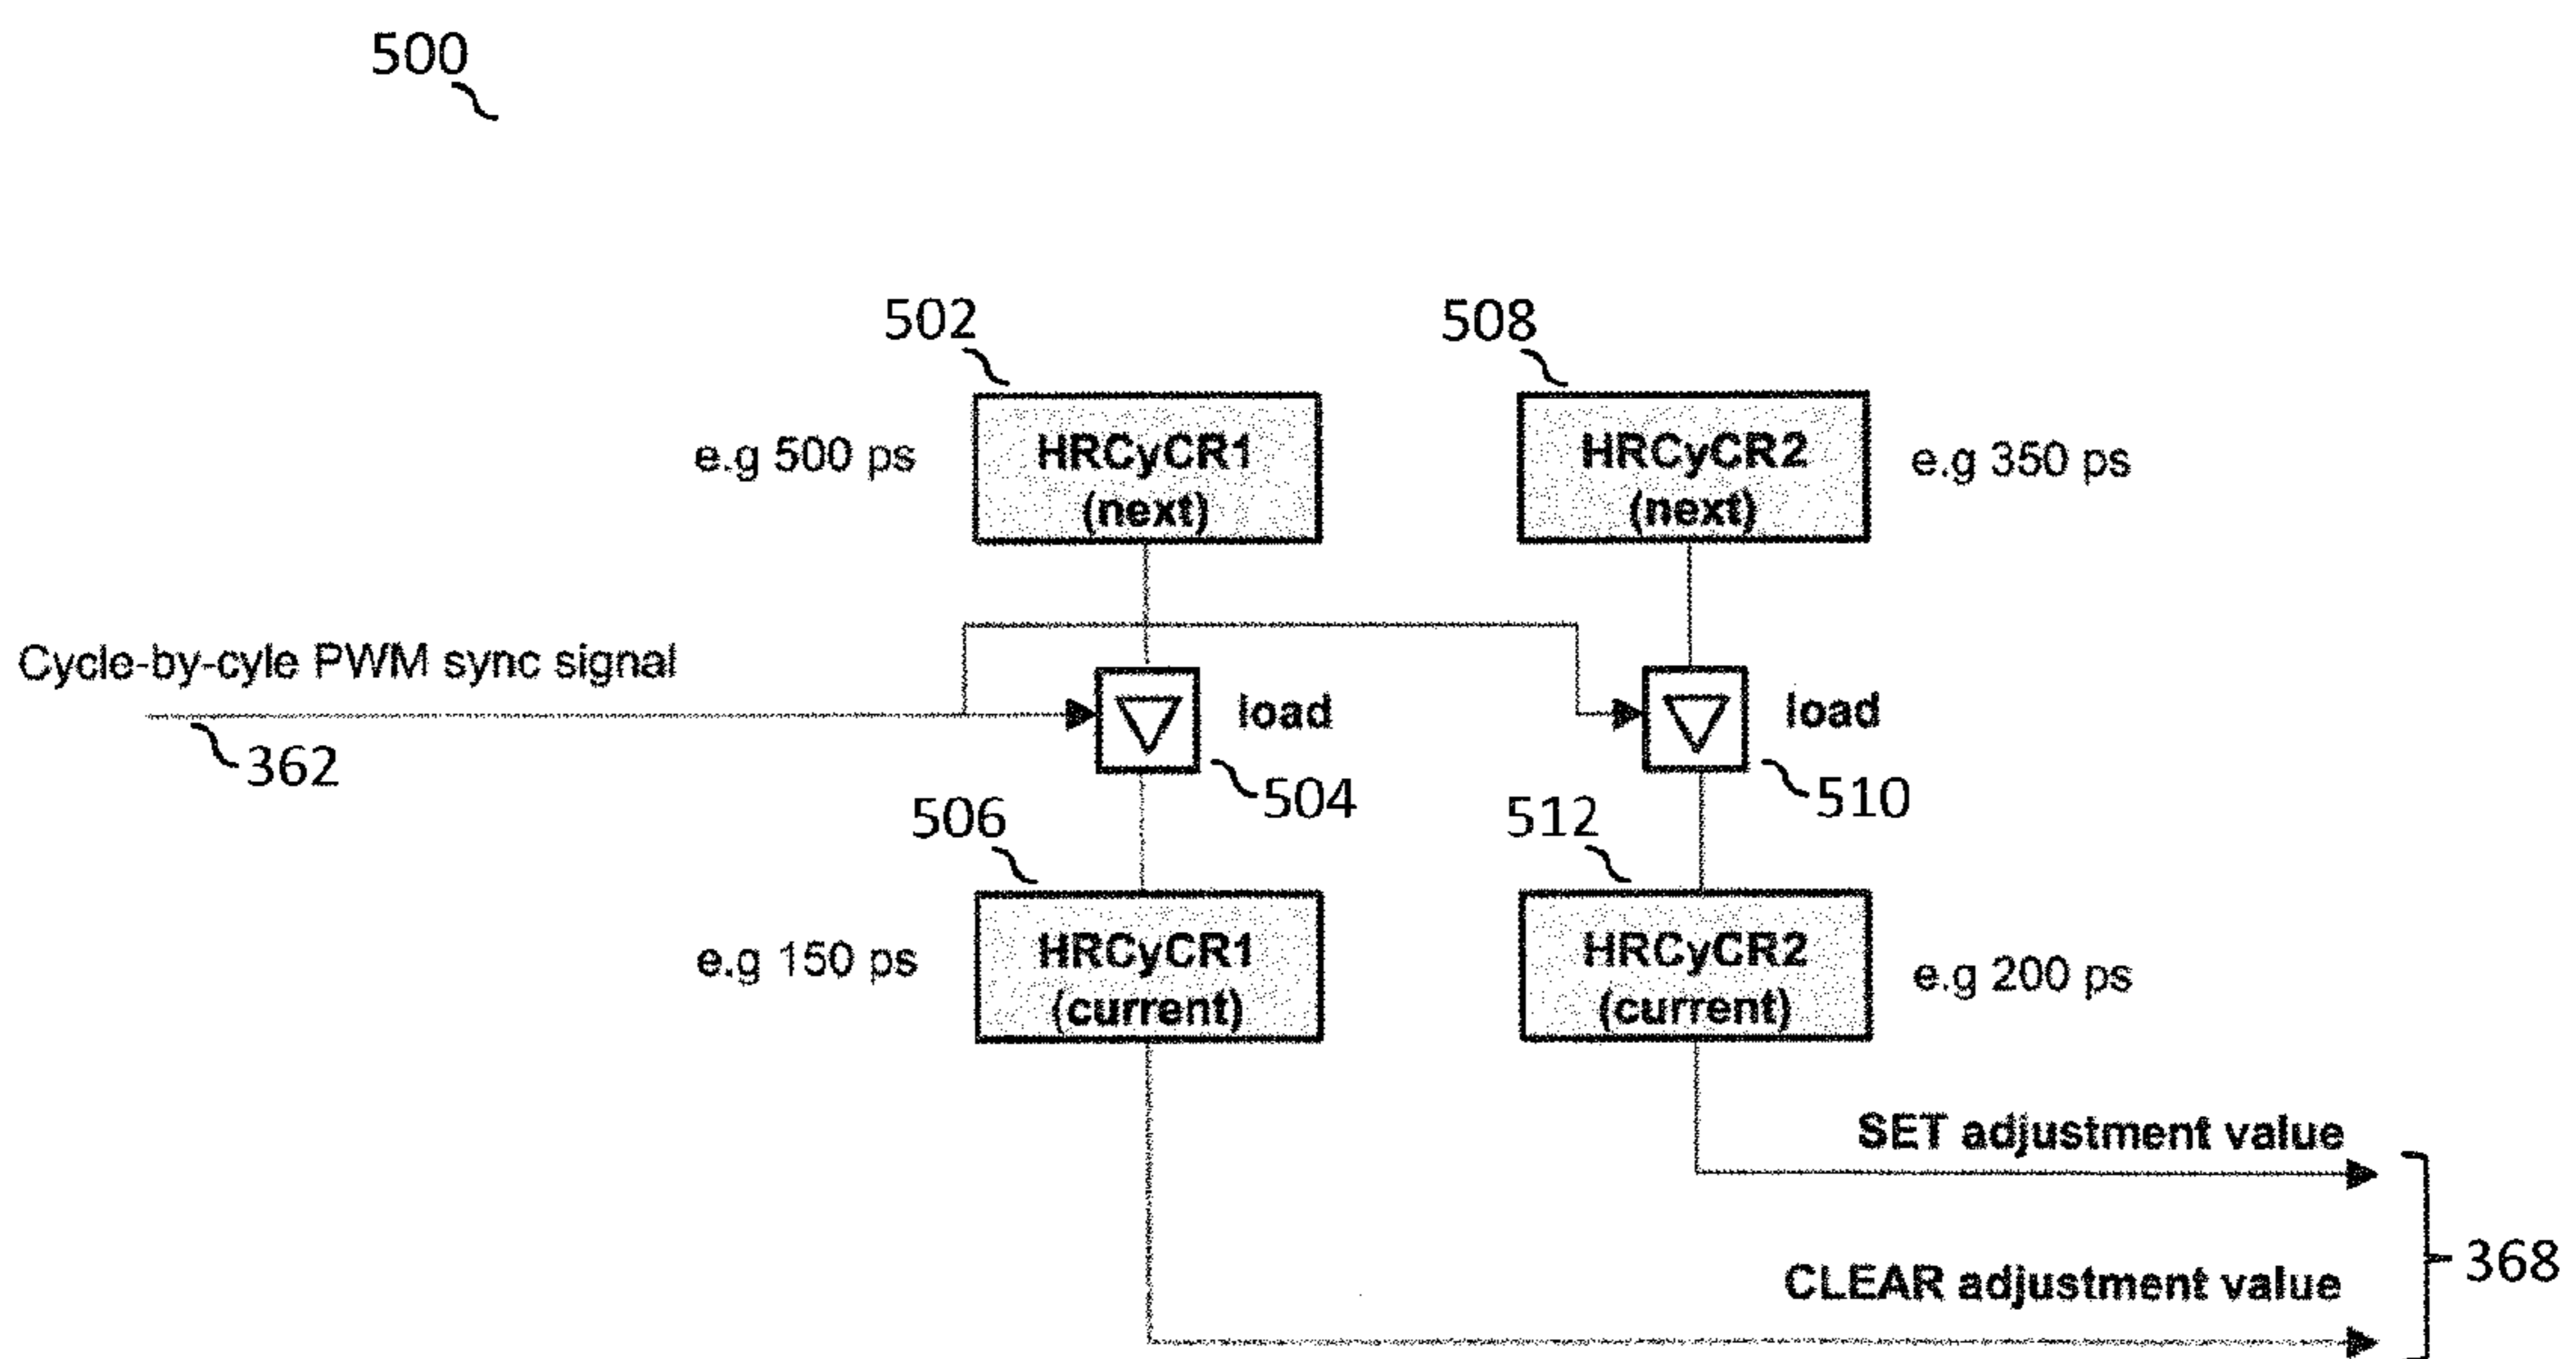 500
502
508
e.g 500 ps
HRCyCR1
(next)
HRCyCR2
(next)
e.g 350 ps
Cycle-by-cyle PWM sync signal
load
load
362
504
510
506
512
e.g 150 ps
HRCyCR1
(current)
HRCyCR2
(current)
e.g 200 ps
SET adjustment value
CLEAR adjustment value
368